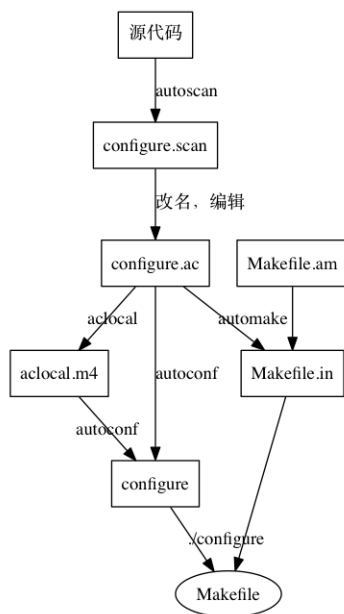 源代码
autoscan
configure.scan
改名，编辑
configure.ac
Makefile.am
aclocal
automake
aclocal.m4
autoconf
Makefile.in
autoconf
configure
./configure
Makefile